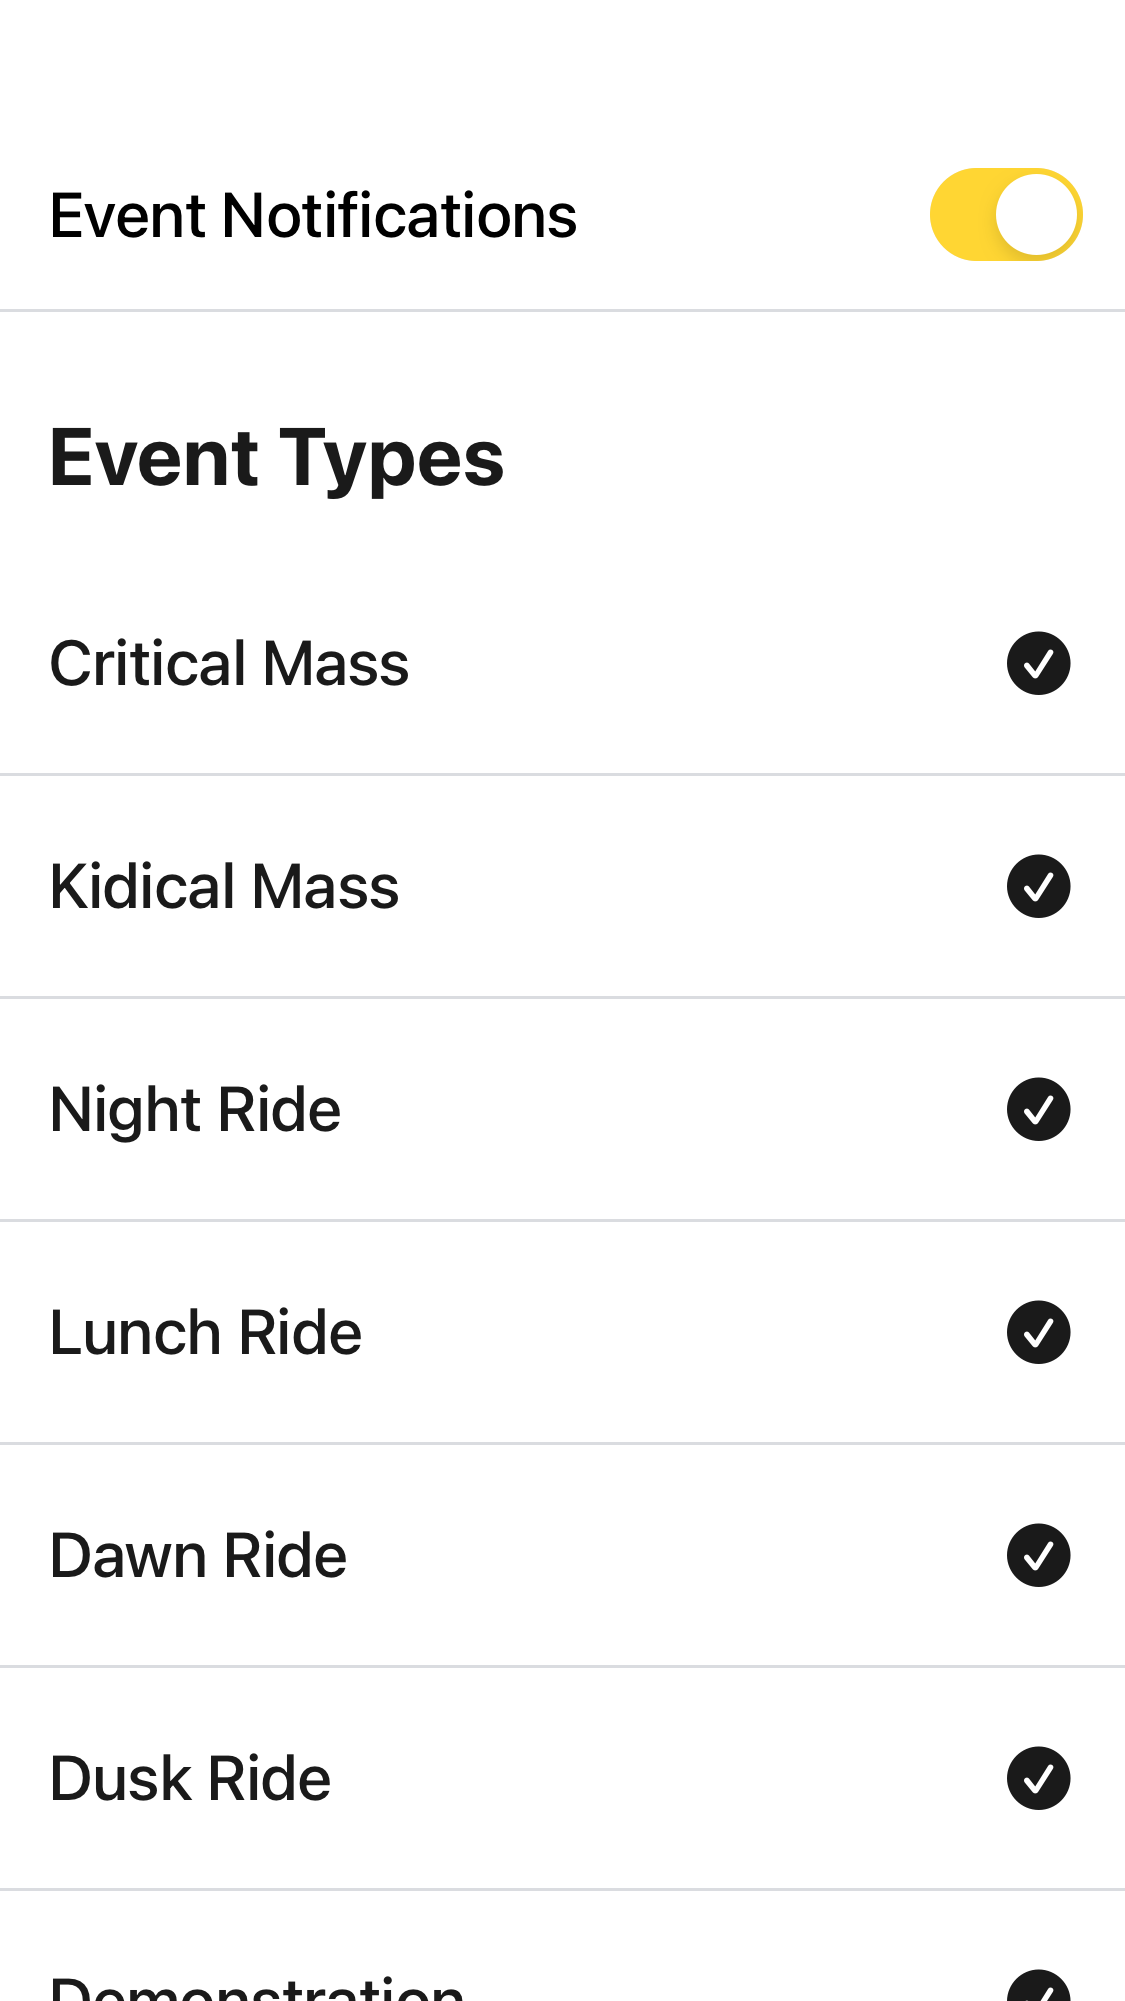 Event Notifications
Event Types
Critical Mass
Kidical Mass
Night Ride
Lunch Ride
Dawn Ride
Dusk Ride
Demonstration